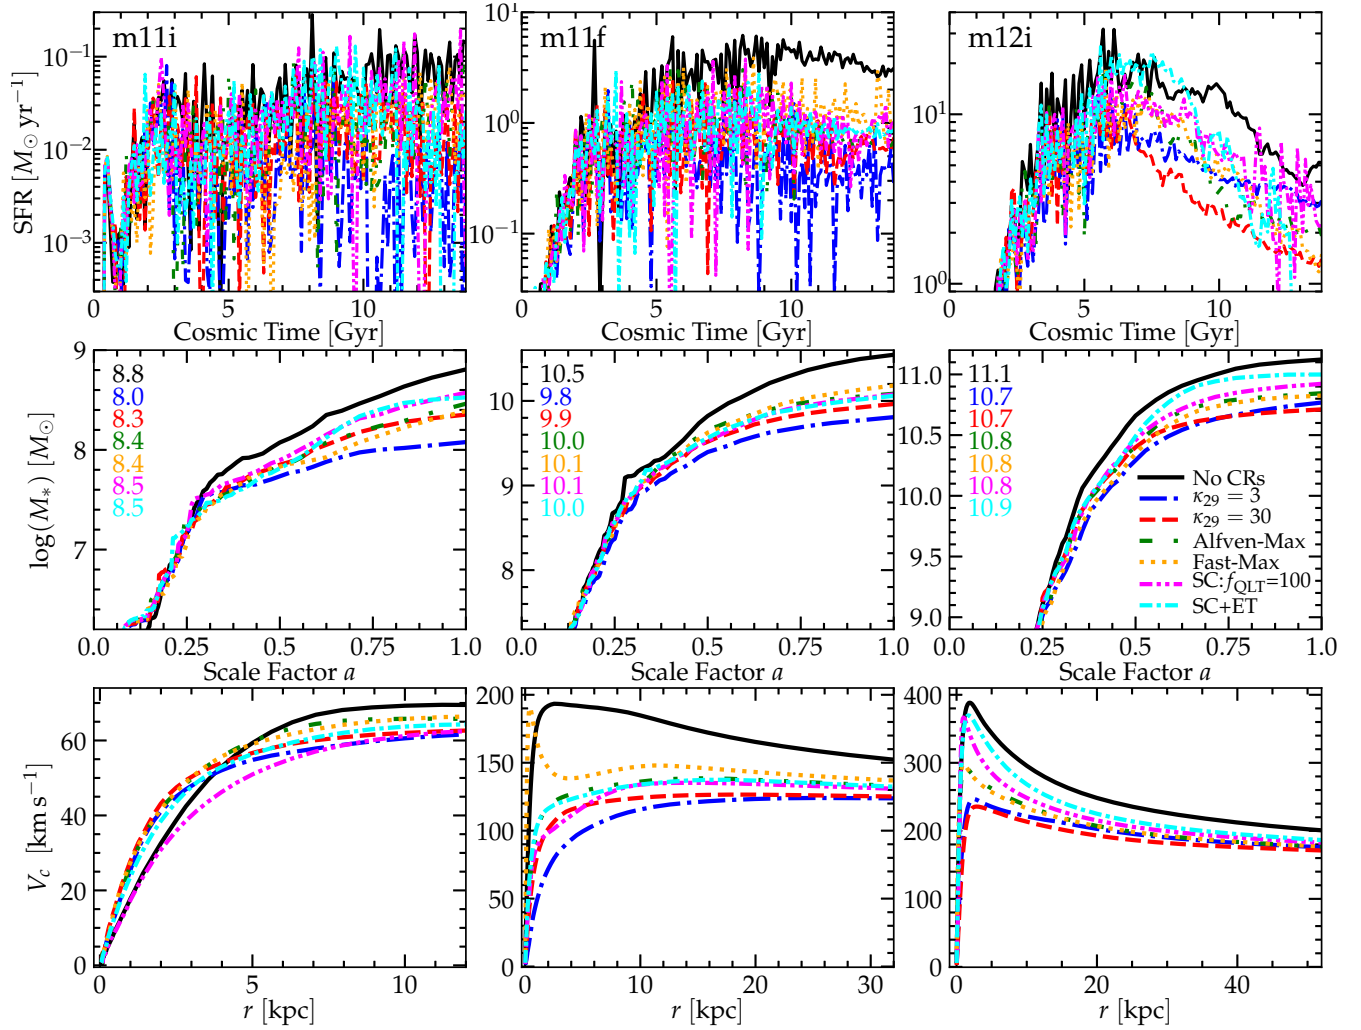 m11i
m11f
m12i
SFR [M⊙ yr⁻¹]
10⁻¹
10⁻²
10⁻³
10¹
10⁰
10⁻¹
10¹
10⁰
0 5 10
0 5 10
0 5 10
Cosmic Time [Gyr]
Cosmic Time [Gyr]
Cosmic Time [Gyr]
log(M*) [M⊙]
9
8
7
8.8
8.0
8.3
8.4
8.4
8.5
8.5
10
9
8
10.5
9.8
9.9
10.0
10.1
10.1
10.0
11.0
10.5
10.0
9.5
9.0
11.1
10.7
10.7
10.8
10.8
10.8
10.9
No CRs
κ₂₉ = 3
κ₂₉ = 30
Alfven-Max
Fast-Max
SC:f_QLT=100
SC+ET
0.0 0.25 0.5 0.75 1.0
0.0 0.25 0.5 0.75 1.0
0.0 0.25 0.5 0.75 1.0
Scale Factor a
Scale Factor a
Scale Factor a
V_c [km s⁻¹]
60
40
20
0
200
150
100
50
0
400
300
200
100
0
0 5 10
0 10 20 30
0 20 40
r [kpc]
r [kpc]
r [kpc]